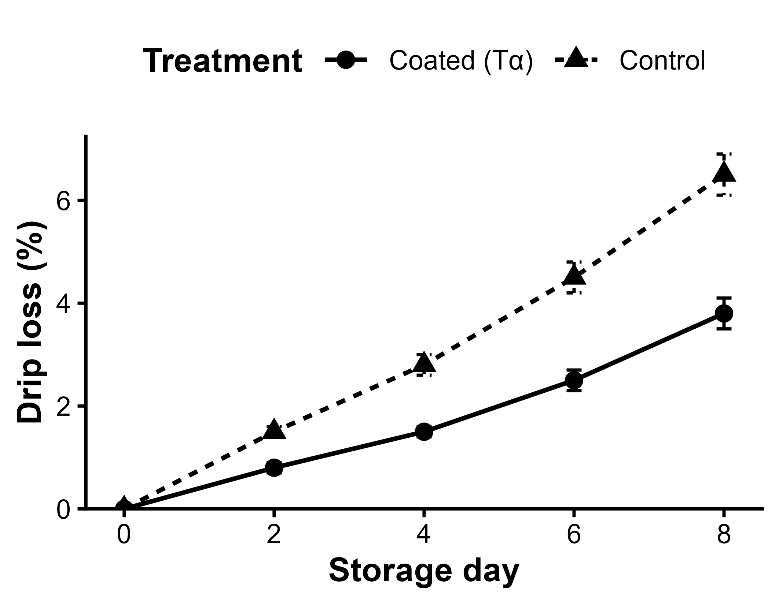 Treatment Coated (Tα) Control
6
4
2
0
Drip loss (%)
0 2 4 6 8
Storage day